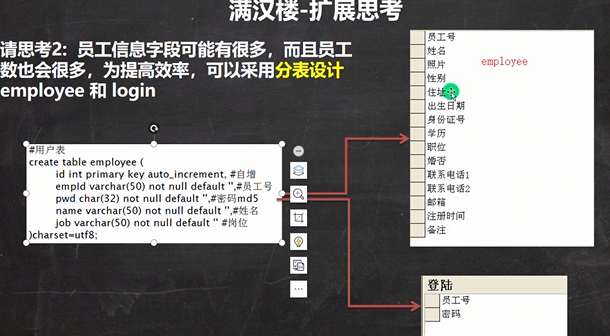 满汉楼-扩展思考
请思考2：员工信息字段可能有很多，而且员工
数也会很多，为提高效率，可以采用分表设计
employee 和 login
#用户表
create table employee (
id int primary key auto_increment, #自增
empId varchar(50) not null default '',#员工号
pwd char(32) not null default '',#密码md5
name varchar(50) not null default '',#姓名
job varchar(50) not null default '' #岗位
)charset=utf8;
employee
员工号
姓名
照片
性别
住址
出生日期
身份证号
学历
职位
婚否
联系电话1
联系电话2
邮箱
注册时间
备注
登陆
员工号
密码